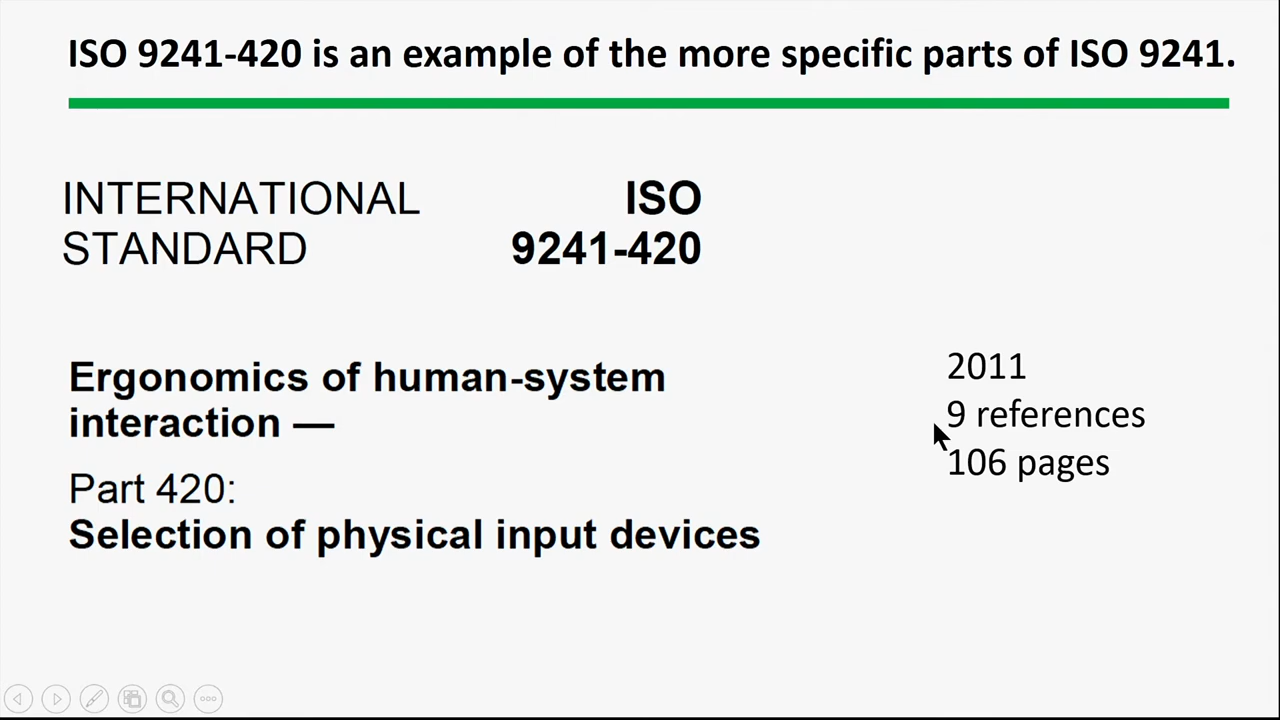 ISO 9241-420 is an example of the more specific parts of ISO 9241.
INTERNATIONAL STANDARD
ISO 9241-420
Ergonomics of human-system
interaction —
Part 420:
Selection of physical input devices
2011
9 references
106 pages